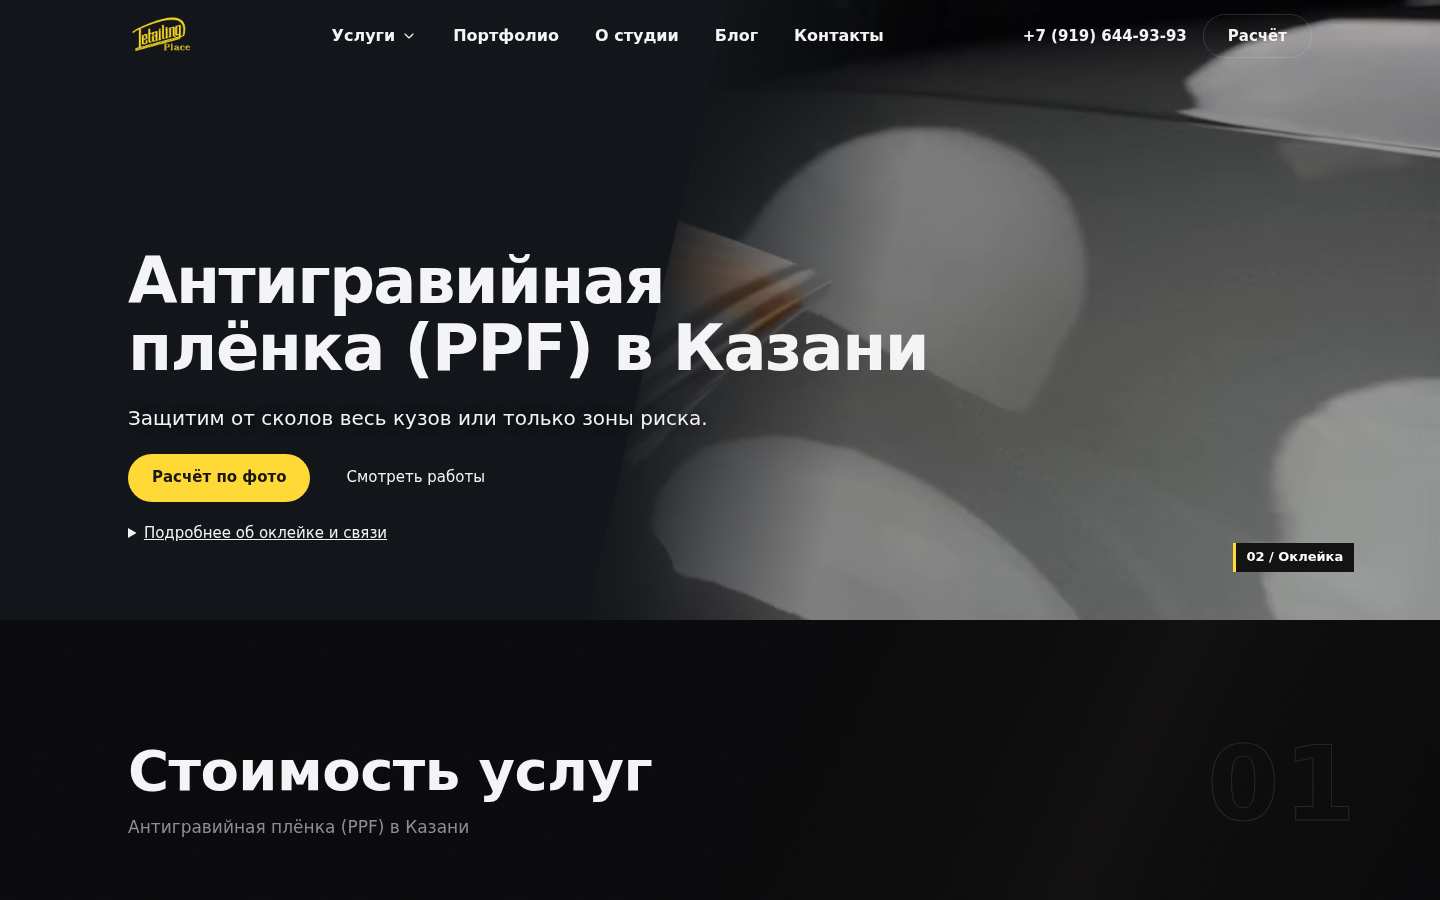 Detailing
Place
Услуги
Портфолио
О студии
Блог
Контакты
+7 (919) 644-93-93
Расчёт
Антигравийная
плёнка (PPF) в Казани
Защитим от сколов весь кузов или только зоны риска.
Расчёт по фото
Смотреть работы
Подробнее об оклейке и связи
02 / Оклейка
Стоимость услуг
01
Антигравийная плёнка (PPF) в Казани